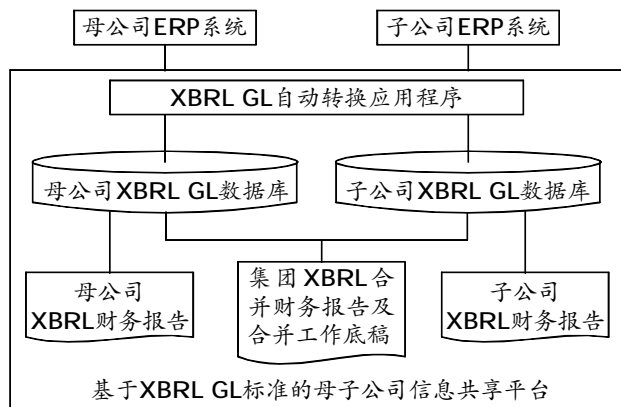 母公司ERP系统
子公司ERP系统
XBRL GL自动转换应用程序
母公司XBRL GL数据库
子公司XBRL GL数据库
母公司
XBRL财务报告
集团XBRL合
并财务报告及
合并工作底稿
子公司
XBRL财务报告
基于XBRL GL标准的母子公司信息共享平台